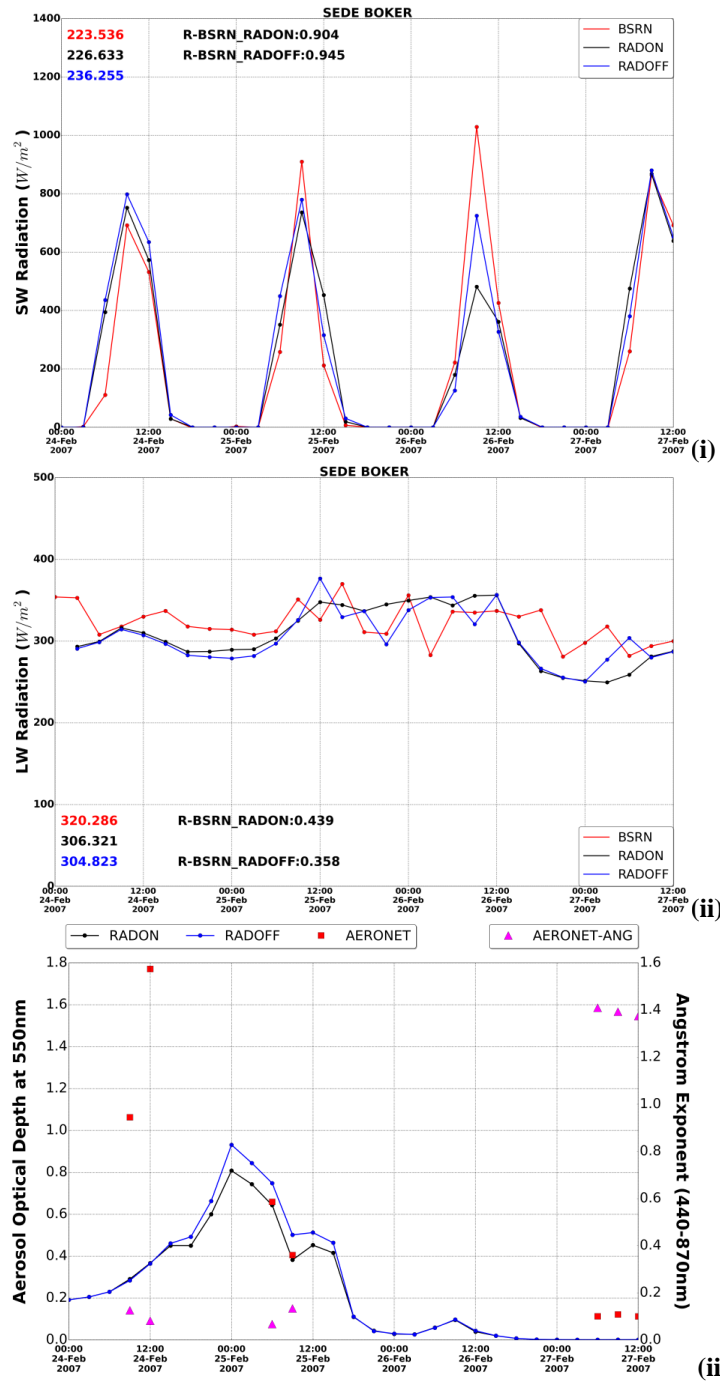 SEDE BOKER
1400
1200
1000
800
600
400
200
0
SW Radiation (W/m² )
223.536
226.633
236.255
R-BSRN_RADON:0.904
R-BSRN_RADOFF:0.945
BSRN
RADON
RADOFF
00:00 12:00 00:00 12:00 00:00 12:00 00:00 12:00
24-Feb 24-Feb 25-Feb 25-Feb 26-Feb 26-Feb 27-Feb 27-Feb
2007 2007 2007 2007 2007 2007 2007 2007
(i)
SEDE BOKER
500
400
300
200
100
0
LW Radiation (W/m² )
320.286
306.321
304.823
R-BSRN_RADON:0.439
R-BSRN_RADOFF:0.358
BSRN
RADON
RADOFF
00:00 12:00 00:00 12:00 00:00 12:00 00:00 12:00
24-Feb 24-Feb 25-Feb 25-Feb 26-Feb 26-Feb 27-Feb 27-Feb
2007 2007 2007 2007 2007 2007 2007 2007
(ii)
RADON RADOFF AERONET AERONET-ANG
1.8
1.6
1.4
1.2
1.0
0.8
0.6
0.4
0.2
0.0
Aerosol Optical Depth at 550nm
1.6
1.4
1.2
1.0
0.8
0.6
0.4
0.2
0.0
Angstrom Exponent (440-870nm)
00:00 12:00 00:00 12:00 00:00 12:00 00:00 12:00
24-Feb 24-Feb 25-Feb 25-Feb 26-Feb 26-Feb 27-Feb 27-Feb
2007 2007 2007 2007 2007 2007 2007 2007
(ii